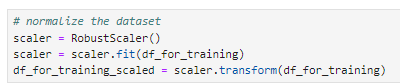 # normalize the dataset
scaler = RobustScaler()
scaler = scaler.fit(df_for_training)
df_for_training_scaled = scaler.transform(df_for_training)